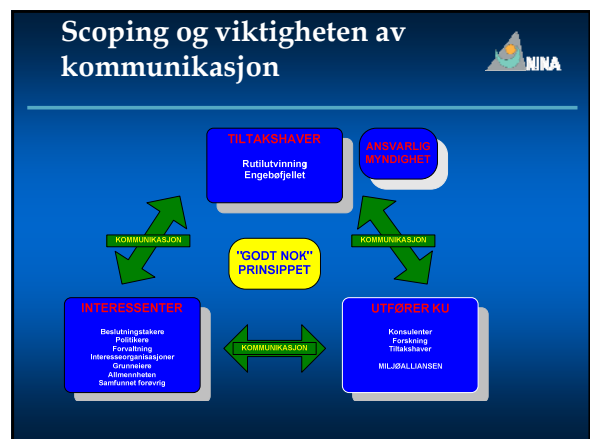 Scoping og viktigheten av
kommunikasjon
NINA
TILTAKSHAVER
Rutilutvinning
Engebøfjellet
ANSVARLIG
MYNDIGHET
KOMMUNIKASJON
KOMMUNIKASJON
"GODT NOK"
PRINSIPPET
INTERESSENTER
Beslutningstakere
Politikere
Forvaltning
Interesseorganisasjoner
Grunneiere
Allmennheten
Samfunnet forøvrig
KOMMUNIKASJON
UTFØRER KU
Konsulenter
Forskning
Tiltakshaver
MILJØALLIANSEN